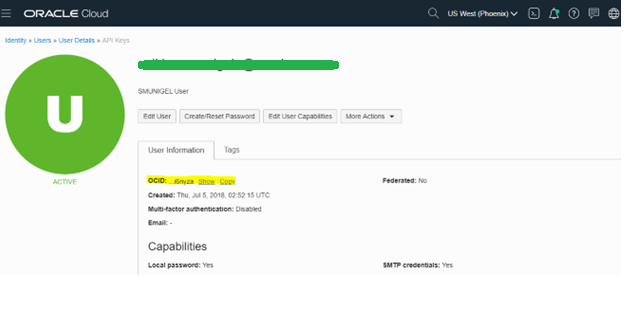 ORACLE Cloud
US West (Phoenix)
Identity » Users » User Details » API Keys
U
ACTIVE
SMUNIGEL User
Edit User
Create/Reset Password
Edit User Capabilities
More Actions
User Information
Tags
OCID: ...i6nyza Show Copy
Federated: No
Created: Thu, Jul 5, 2018, 02:52:15 UTC
Multi-factor authentication: Disabled
Email: -
Capabilities
Local password: Yes
SMTP credentials: Yes